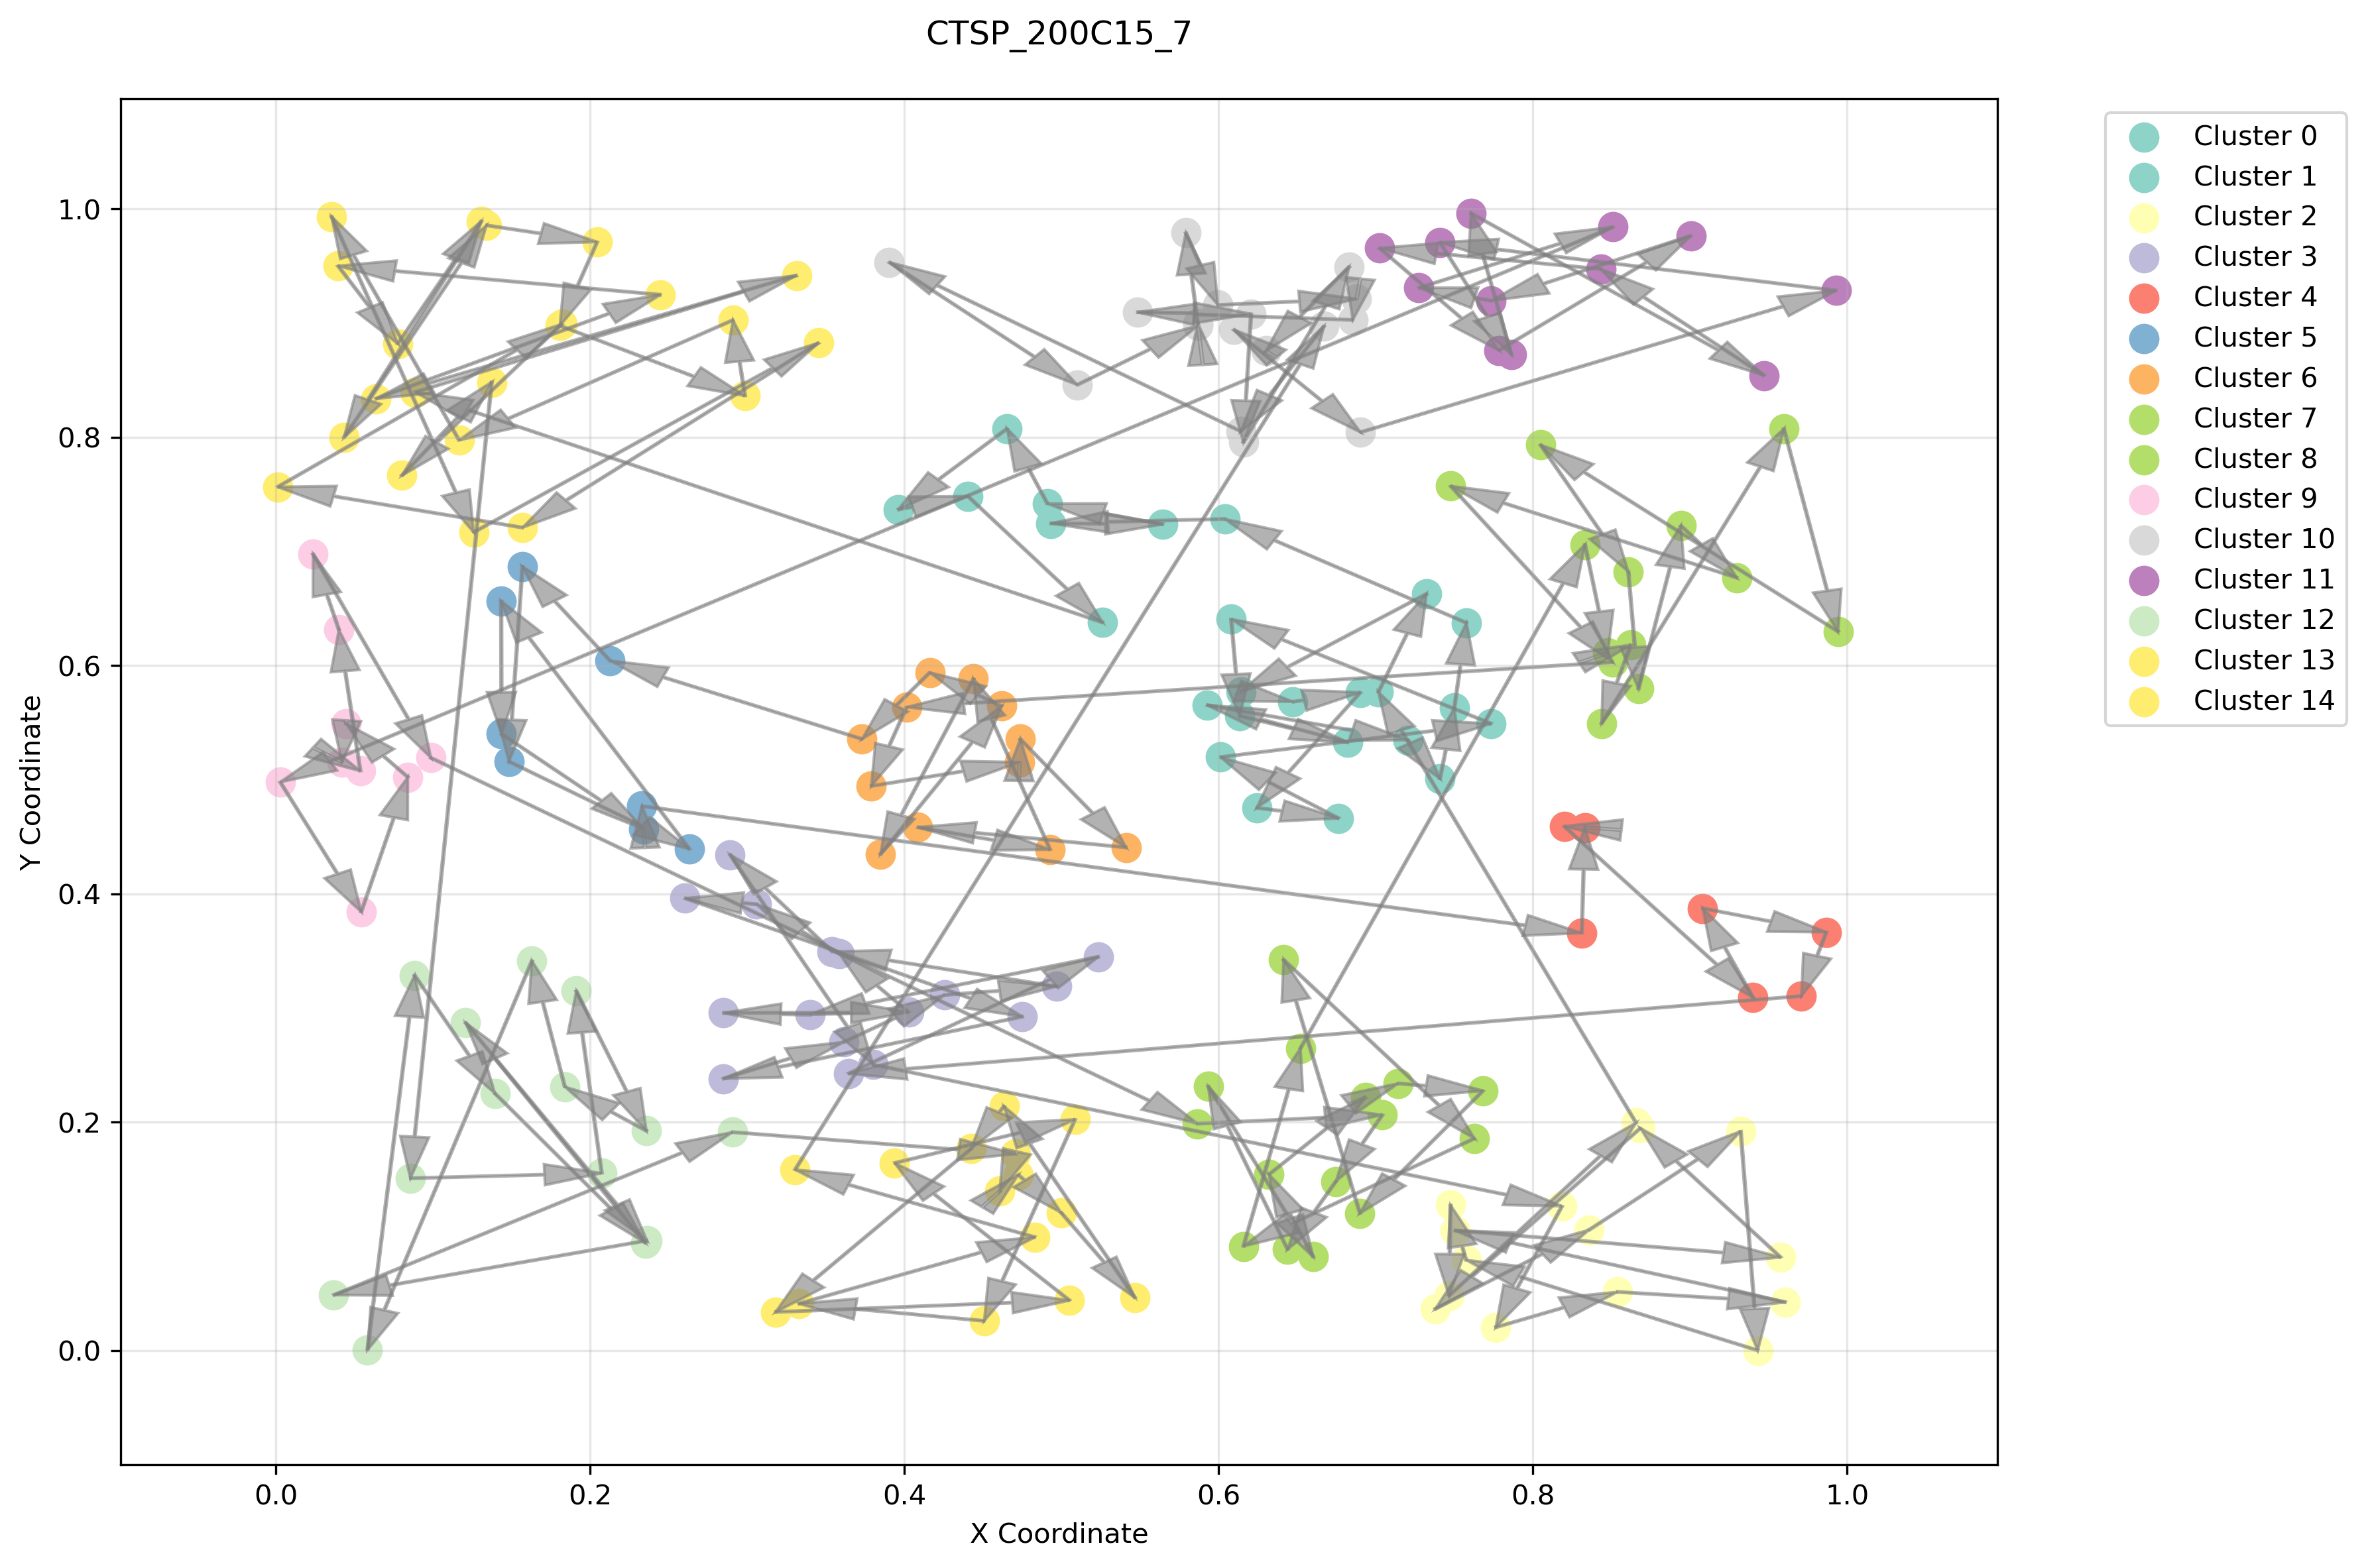 CTSP_200C15_7
Cluster 0
Cluster 1
Cluster 2
Cluster 3
Cluster 4
Cluster 5
Cluster 6
Cluster 7
Cluster 8
Cluster 9
Cluster 10
Cluster 11
Cluster 12
Cluster 13
Cluster 14
Y Coordinate
1.0
0.8
0.6
0.4
0.2
0.0
0.0 0.2 0.4 0.6 0.8 1.0
X Coordinate